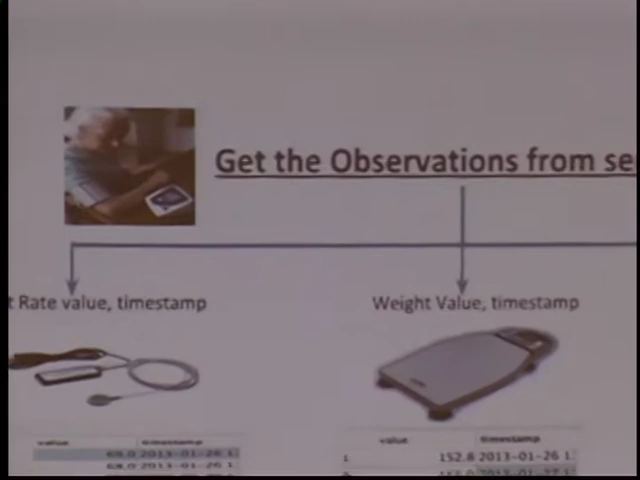 Get the Observations from se
t Rate value, timestamp
Weight Value, timestamp
value timestamp
value timestamp
69.0 2013-01-26 1
1 152.8 2013-01-26 1
68.0 2013-01-26 1